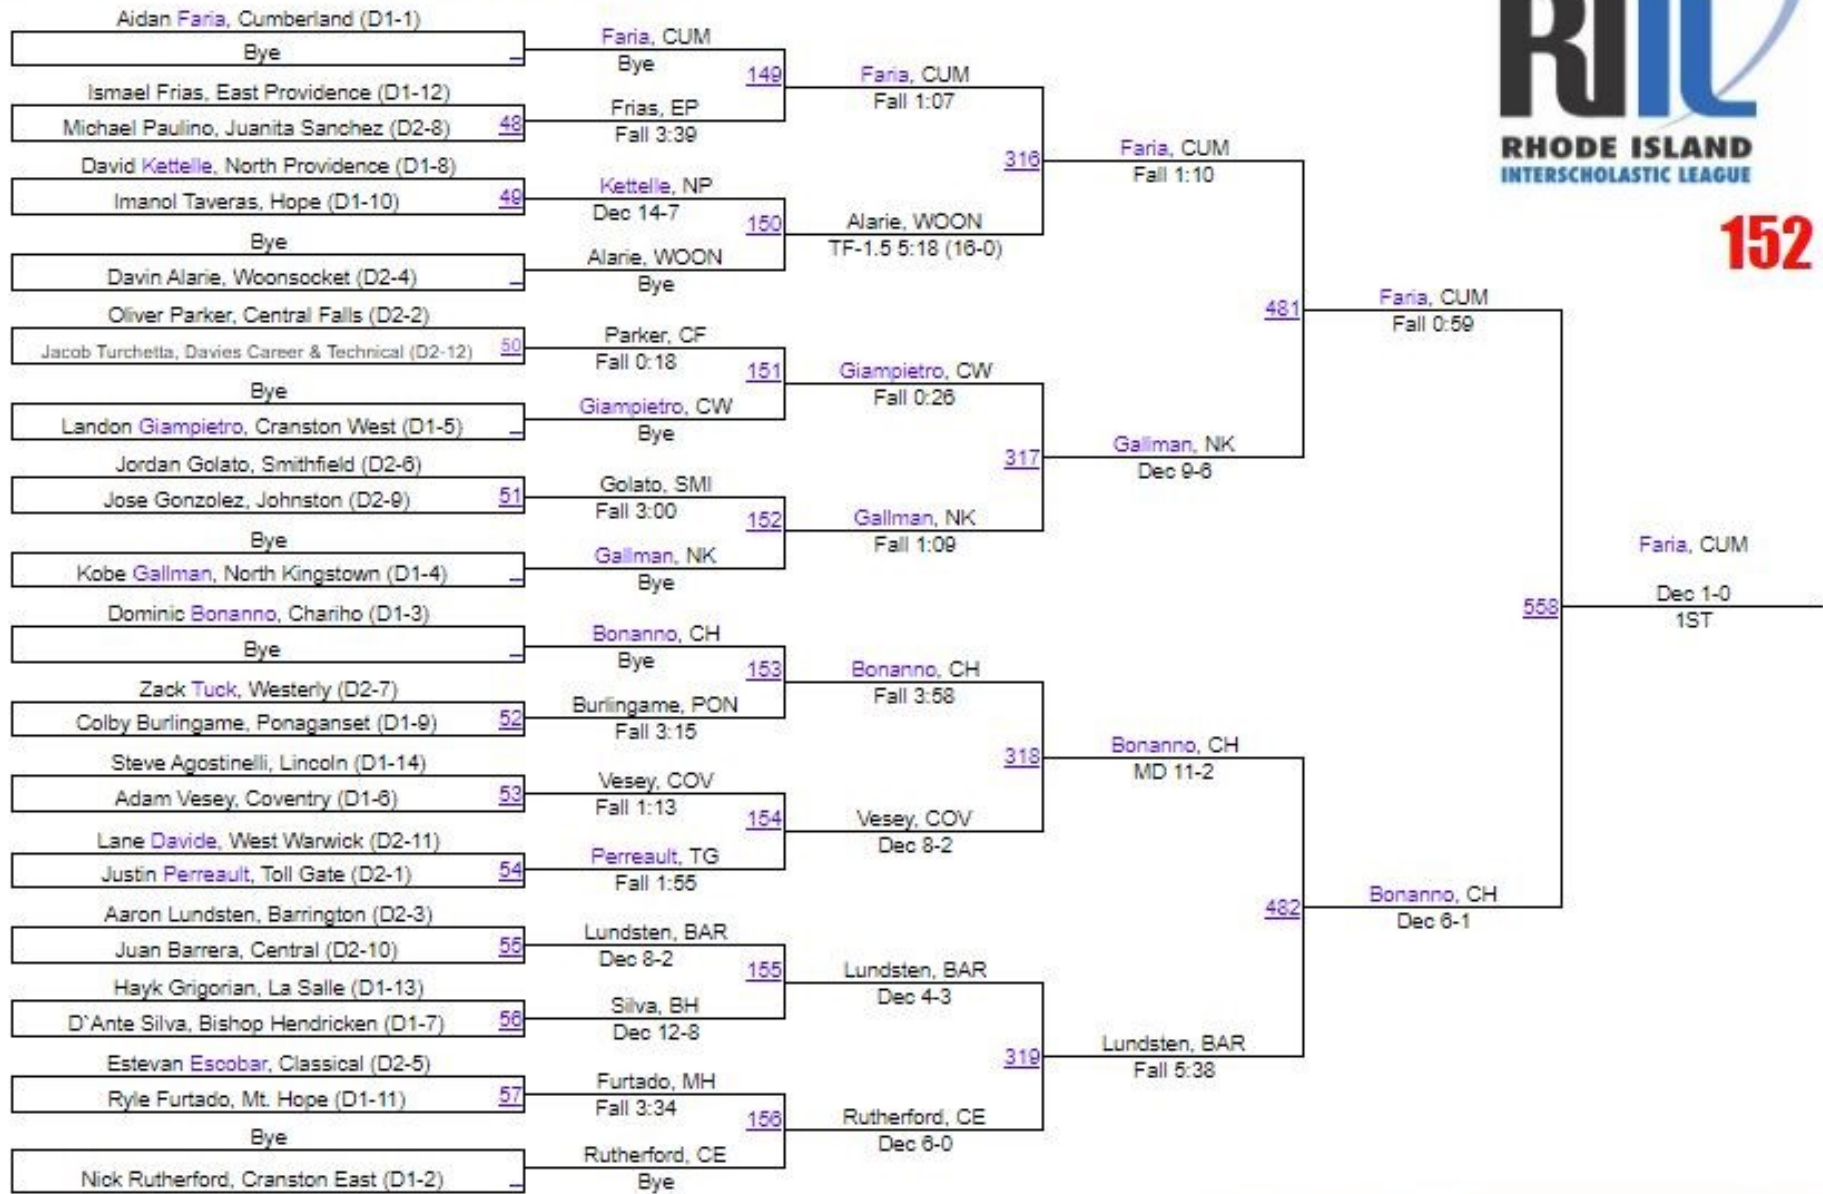 Aidan Faria, Cumberland (D1-1)
Bye
Ismael Frias, East Providence (D1-12)
Michael Paulino, Juanita Sanchez (D2-8) 48
David Kettelle, North Providence (D1-8)
Imanol Taveras, Hope (D1-10) 49
Bye
Davin Alarie, Woonsocket (D2-4)
Oliver Parker, Central Falls (D2-2)
Jacob Turchetta, Davies Career & Technical (D2-12) 50
Bye
Landon Giampietro, Cranston West (D1-5)
Jordan Golato, Smithfield (D2-6)
Jose Gonzolez, Johnston (D2-9) 51
Bye
Kobe Gallman, North Kingstown (D1-4)
Dominic Bonanno, Chariho (D1-3)
Bye
Zack Tuck, Westerly (D2-7)
Colby Burlingame, Ponaganset (D1-9) 52
Steve Agostinelli, Lincoln (D1-14)
Adam Vesey, Coventry (D1-6) 53
Lane Davide, West Warwick (D2-11)
Justin Perreault, Toll Gate (D2-1) 54
Aaron Lundsten, Barrington (D2-3)
Juan Barrera, Central (D2-10) 55
Hayk Grigorian, La Salle (D1-13)
D`Ante Silva, Bishop Hendricken (D1-7) 56
Estevan Escobar, Classical (D2-5)
Ryle Furtado, Mt. Hope (D1-11) 57
Bye
Nick Rutherford, Cranston East (D1-2)
Faria, CUM
Bye
149
Frias, EP
Fall 3:39
Kettelle, NP
Dec 14-7
150
Alarie, WOON
Bye
Parker, CF
Fall 0:18
151
Giampietro, CW
Bye
Golato, SMI
Fall 3:00
152
Gallman, NK
Bye
Bonanno, CH
Bye
153
Burlingame, PON
Fall 3:15
Vesey, COV
Fall 1:13
154
Perreault, TG
Fall 1:55
Lundsten, BAR
Dec 8-2
155
Silva, BH
Dec 12-8
Furtado, MH
Fall 3:34
156
Rutherford, CE
Bye
Faria, CUM
Fall 1:07
316
Alarie, WOON
TF-1.5 5:18 (16-0)
Giampietro, CW
Fall 0:26
317
Gallman, NK
Fall 1:09
Bonanno, CH
Fall 3:58
318
Vesey, COV
Dec 8-2
Lundsten, BAR
Dec 4-3
319
Rutherford, CE
Dec 6-0
Faria, CUM
Fall 1:10
481
Gallman, NK
Dec 9-6
Bonanno, CH
MD 11-2
482
Lundsten, BAR
Fall 5:38
Faria, CUM
Fall 0:59
558
Bonanno, CH
Dec 6-1
Faria, CUM
Dec 1-0
1ST
RIIL
RHODE ISLAND
INTERSCHOLASTIC LEAGUE
152